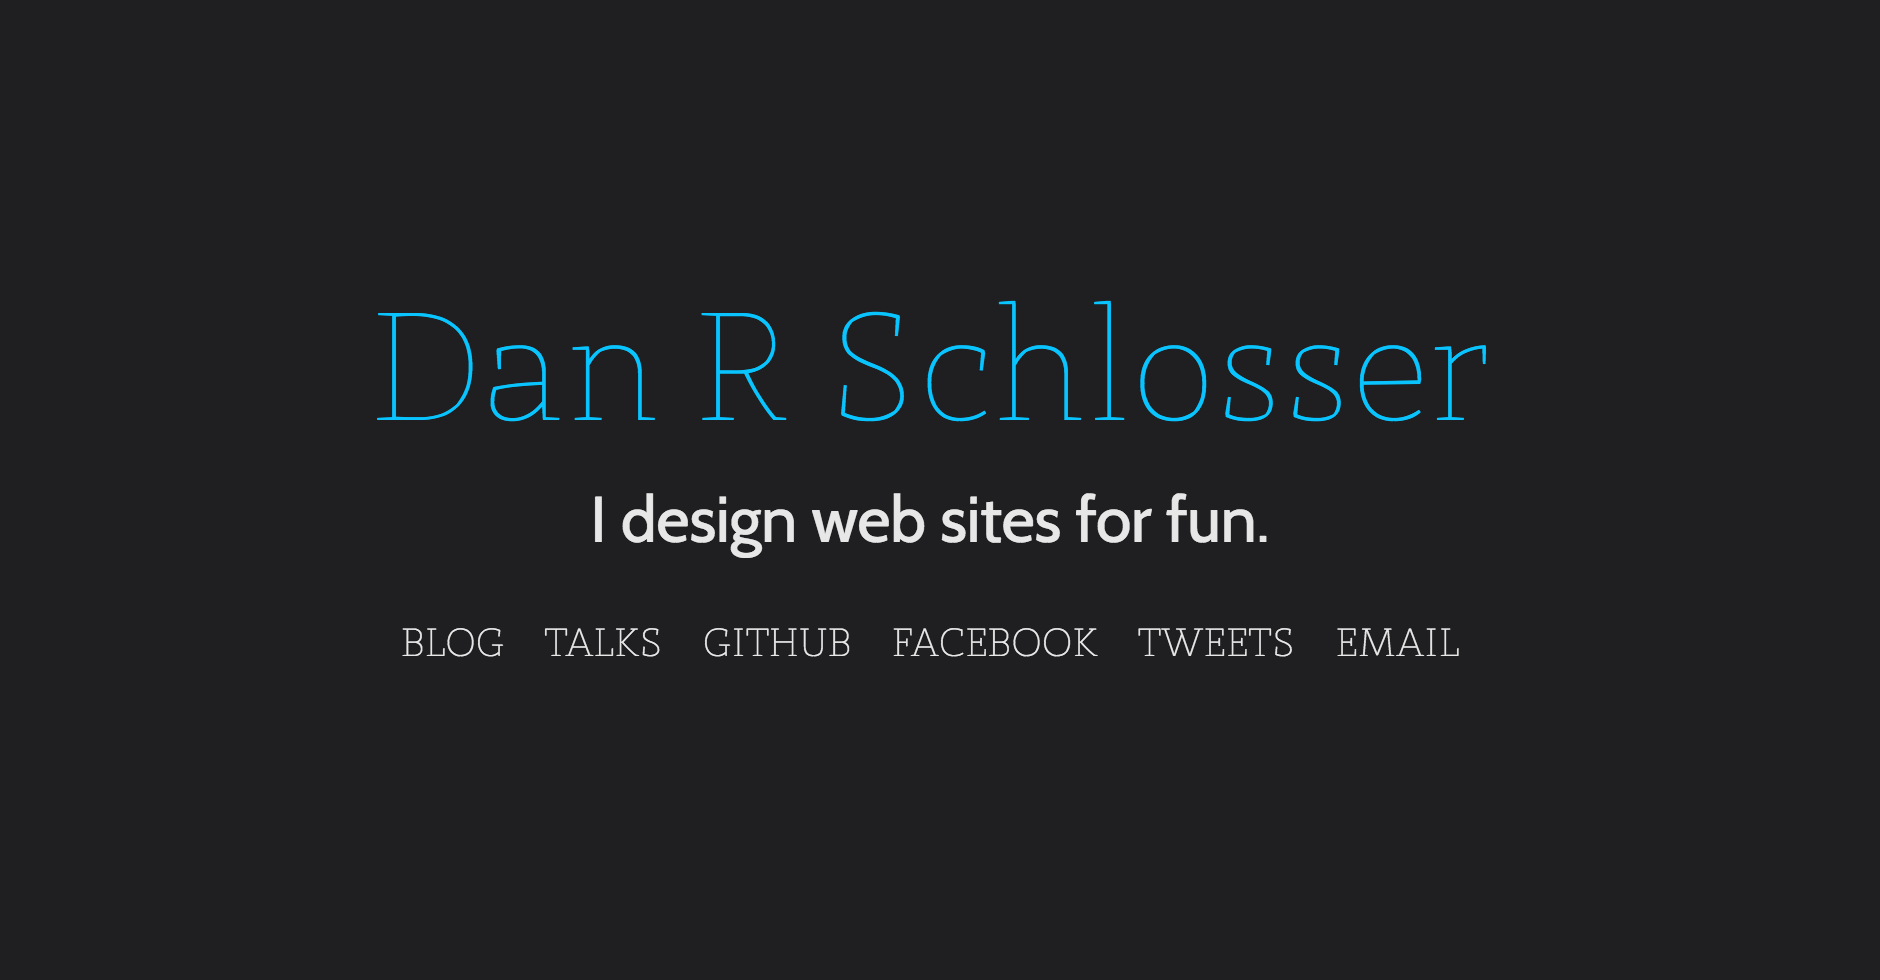 Dan R Schlosser
I design web sites for fun.
BLOG TALKS GITHUB FACEBOOK TWEETS EMAIL